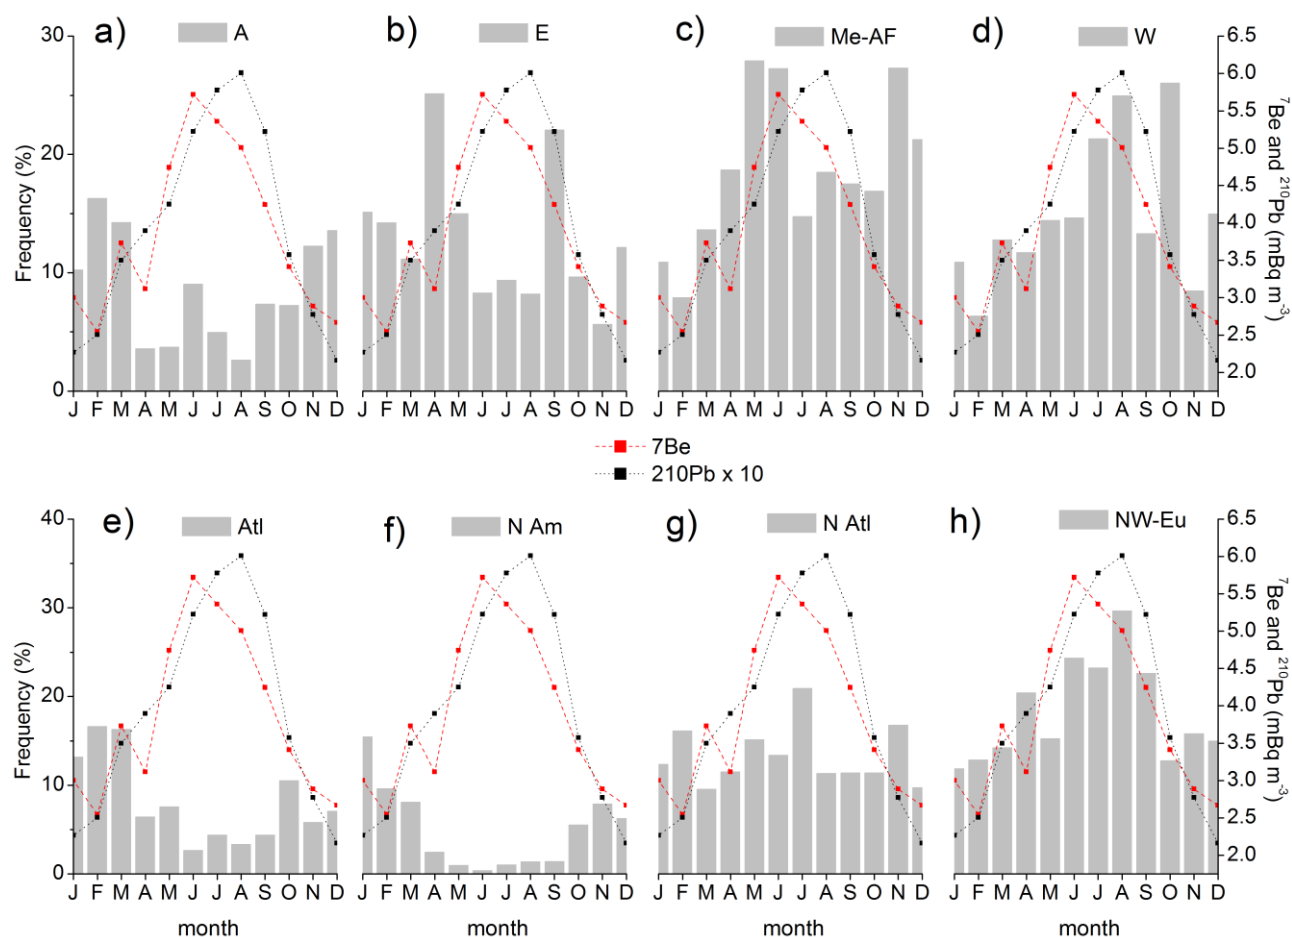 a) A
b) E
c) Me-AF
d) W
30
20
10
0
Frequency (%)
6.5
6.0
5.5
5.0
4.5
4.0
3.5
3.0
2.5
2.0
⁷Be and ²¹⁰Pb (mBq m⁻³)
J F M A M J J A S O N D
J F M A M J J A S O N D
J F M A M J J A S O N D
J F M A M J J A S O N D
7Be
210Pb x 10
e) Atl
f) N Am
g) N Atl
h) NW-Eu
40
30
20
10
0
Frequency (%)
6.5
6.0
5.5
5.0
4.5
4.0
3.5
3.0
2.5
2.0
⁷Be and ²¹⁰Pb (mBq m⁻³)
J F M A M J J A S O N D
J F M A M J J A S O N D
J F M A M J J A S O N D
J F M A M J J A S O N D
month
month
month
month